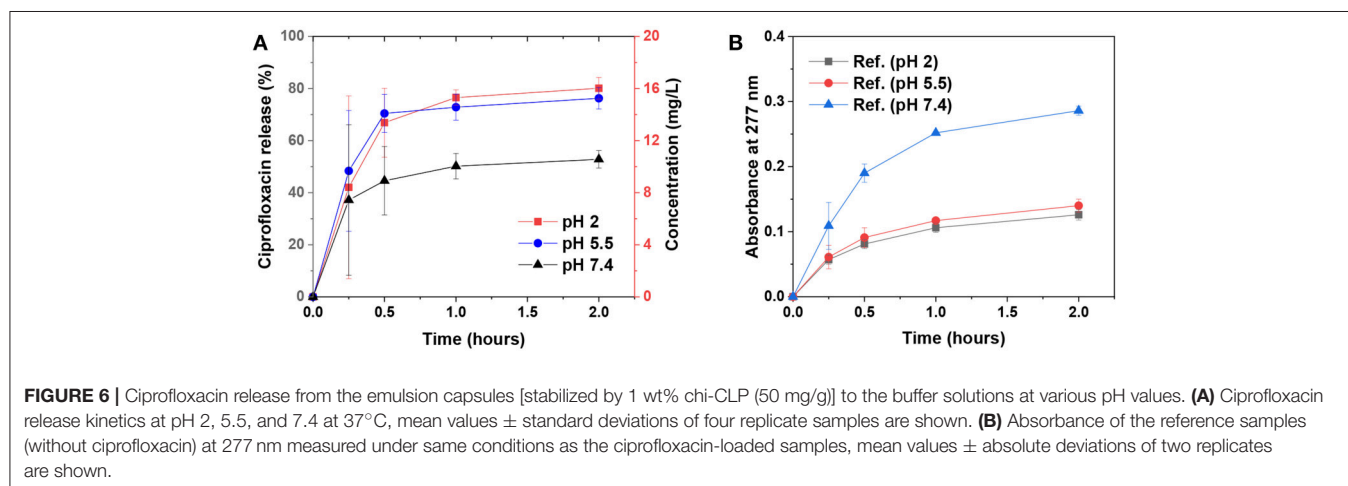 A
100
80
60
40
20
0
Ciprofloxacin release (%)
20
16
12
8
4
0
Concentration (mg/L)
pH 2
pH 5.5
pH 7.4
0.0 0.5 1.0 1.5 2.0
Time (hours)
B
0.4
0.3
0.2
0.1
0.0
Absorbance at 277 nm
Ref. (pH 2)
Ref. (pH 5.5)
Ref. (pH 7.4)
0.0 0.5 1.0 1.5 2.0
Time (hours)
FIGURE 6 | Ciprofloxacin release from the emulsion capsules [stabilized by 1 wt% chi-CLP (50 mg/g)] to the buffer solutions at various pH values. (A) Ciprofloxacin
release kinetics at pH 2, 5.5, and 7.4 at 37°C, mean values ± standard deviations of four replicate samples are shown. (B) Absorbance of the reference samples
(without ciprofloxacin) at 277 nm measured under same conditions as the ciprofloxacin-loaded samples, mean values ± absolute deviations of two replicates
are shown.